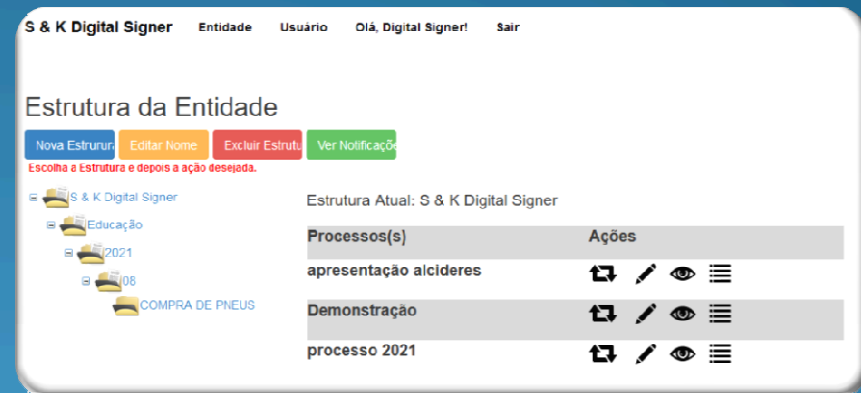 S & K Digital Signer Entidade Usuário Olá, Digital Signer! Sair
Estrutura da Entidade
Nova Estrurur Editar Nome Excluir Estrutu Ver Notificaçõe
Escolha a Estrutura e depois a ação desejada.
S & K Digital Signer
Educação
2021
08
COMPRA DE PNEUS
Estrutura Atual: S & K Digital Signer
Processos(s) Ações
apresentação alcideres
Demonstração
processo 2021